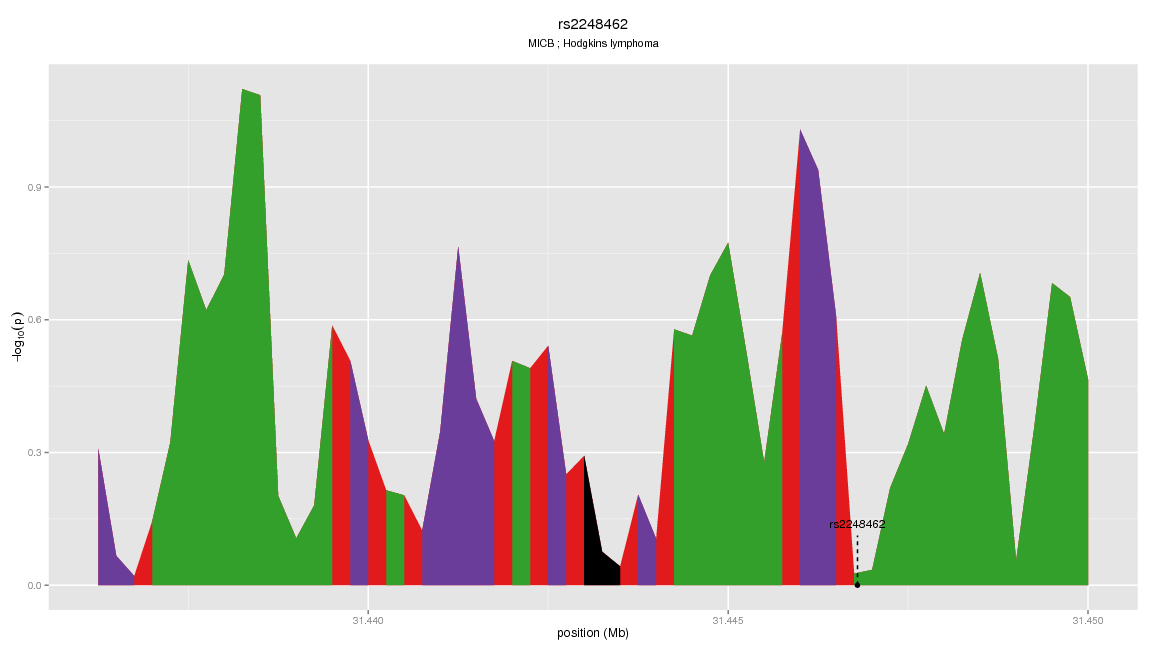 rs2248462
MICB ; Hodgkins lymphoma
−log10(p)
0.9
0.6
0.3
0.0
rs2248462
31.440
31.445
31.450
position (Mb)